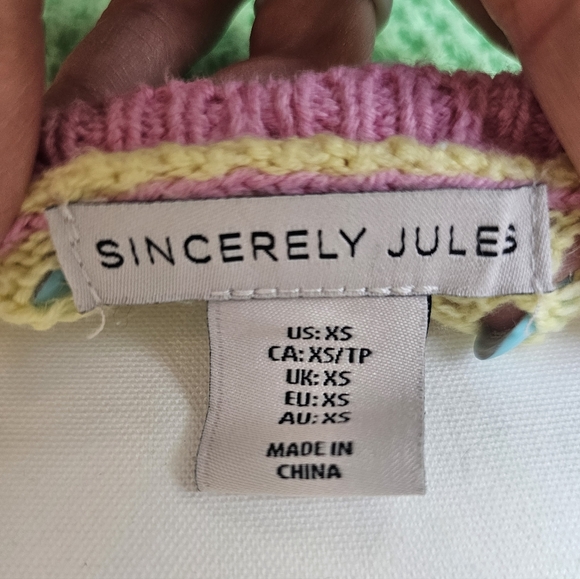 SINCERELY JULES
US: XS
CA: XS/TP
UK: XS
EU: XS
AU: XS
MADE IN
CHINA